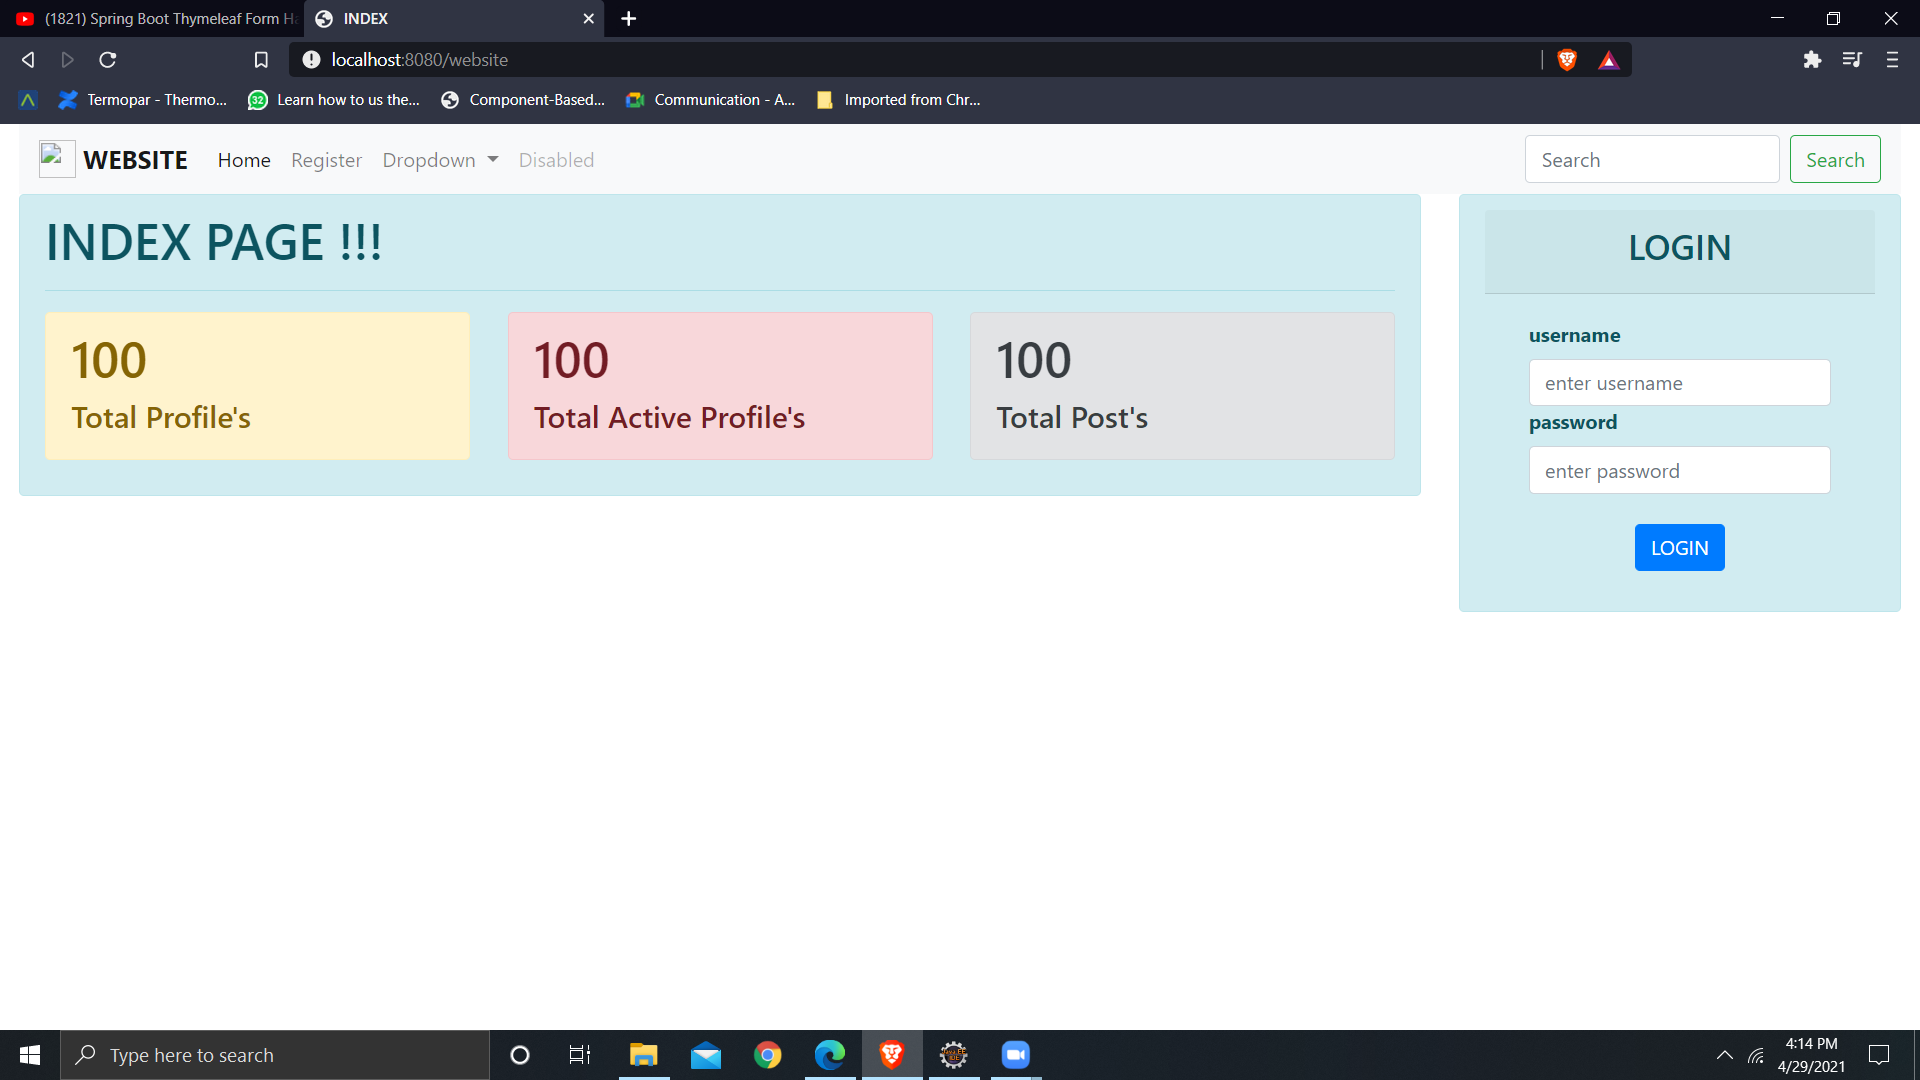 (1821) Spring Boot Thymeleaf Form Ha
INDEX
localhost:8080/website
Termopar - Thermo...
32
Learn how to us the...
Component-Based...
Communication - A...
Imported from Chr...
WEBSITE
Home
Register
Dropdown
Disabled
Search
Search
INDEX PAGE !!!
100
Total Profile's
100
Total Active Profile's
100
Total Post's
LOGIN
username
enter username
password
enter password
LOGIN
Type here to search
4:14 PM
4/29/2021